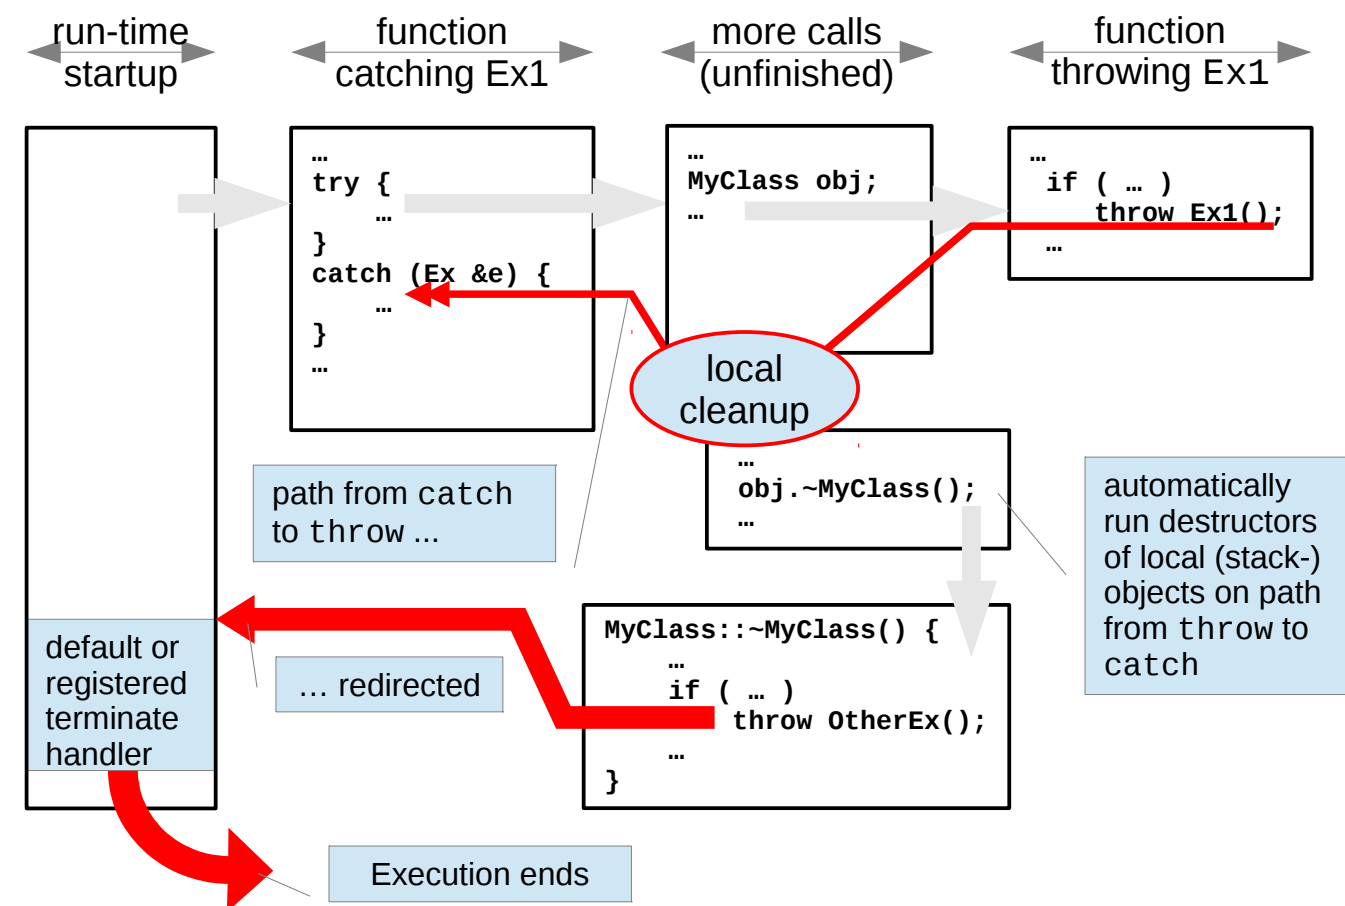 run-time
startup
function
catching Ex1
more calls
(unfinished)
function
throwing Ex1
…
try {
…
}
catch (Ex &e) {
…
}
…
…
MyClass obj;
…
…
if ( … )
throw Ex1();
…
local
cleanup
…
obj.~MyClass();
…
path from catch
to throw ...
automatically
run destructors
of local (stack-)
objects on path
from throw to
catch
default or
registered
terminate
handler
… redirected
MyClass::~MyClass() {
…
if ( … )
throw OtherEx();
…
}
Execution ends